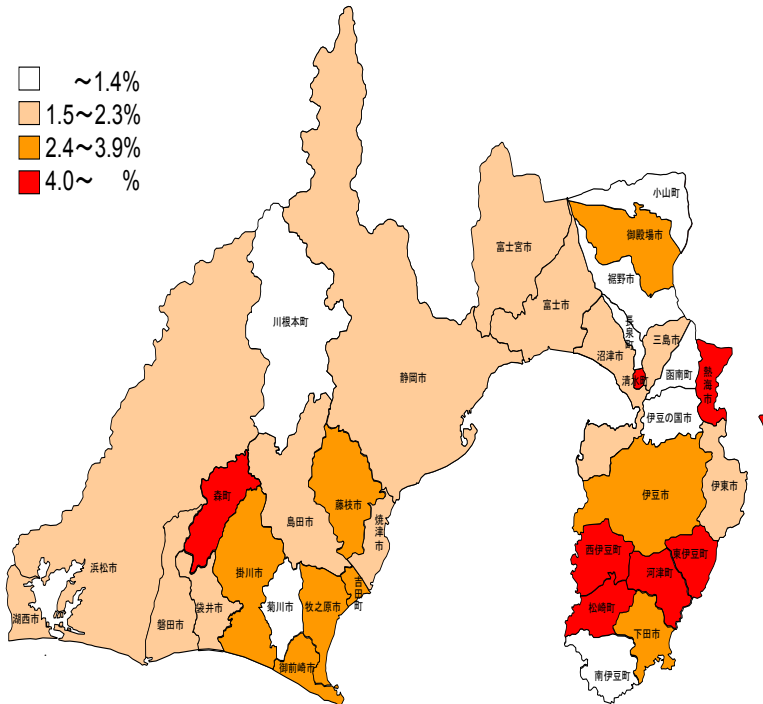 ～1.4%
1.5～2.3%
2.4～3.9%
4.0～ %
小山町
御殿場市
富士宮市
裾野市
富士市
川根本町
長泉町
三島市
沼津市
函南町
熱海市
静岡市
清水町
伊豆の国市
伊東市
伊豆市
森町
藤枝市
島田市
焼津市
西伊豆町
東伊豆町
浜松市
掛川市
河津町
吉田町
湖西市
袋井市
菊川市
牧之原市
松崎町
磐田市
下田市
御前崎市
南伊豆町